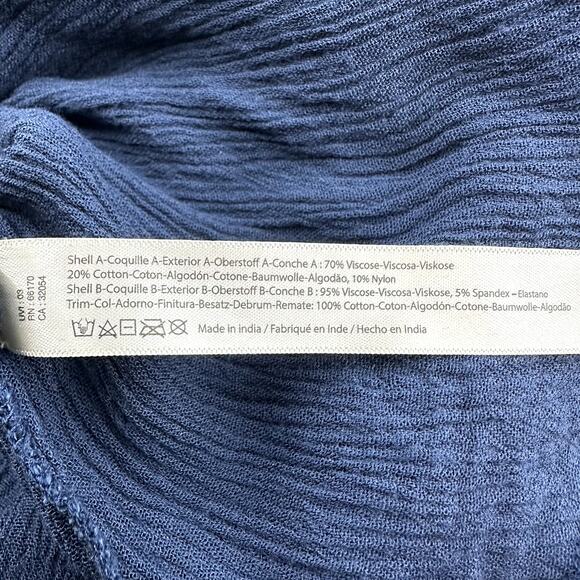 Shell A-Coquille A-Exterior A-Oberstoff A-Conche A : 70% Viscose-Viscosa-Viskose
20% Cotton-Coton-Algodón-Cotone-Baumwolle-Algodão, 10% Nylon
Shell B-Coquille B-Exterior B-Oberstoff B-Conche B : 95% Viscose-Viscosa-Viskose, 5% Spandex – Elastano
Trim-Col-Adorno-Finitura-Besatz-Debrum-Remate: 100% Cotton-Coton-Algodón-Cotone-Baumwolle-Algodão
Made in india / Fabriqué en Inde / Hecho en India
UVI : 03
RN : 66170
CA : 32054